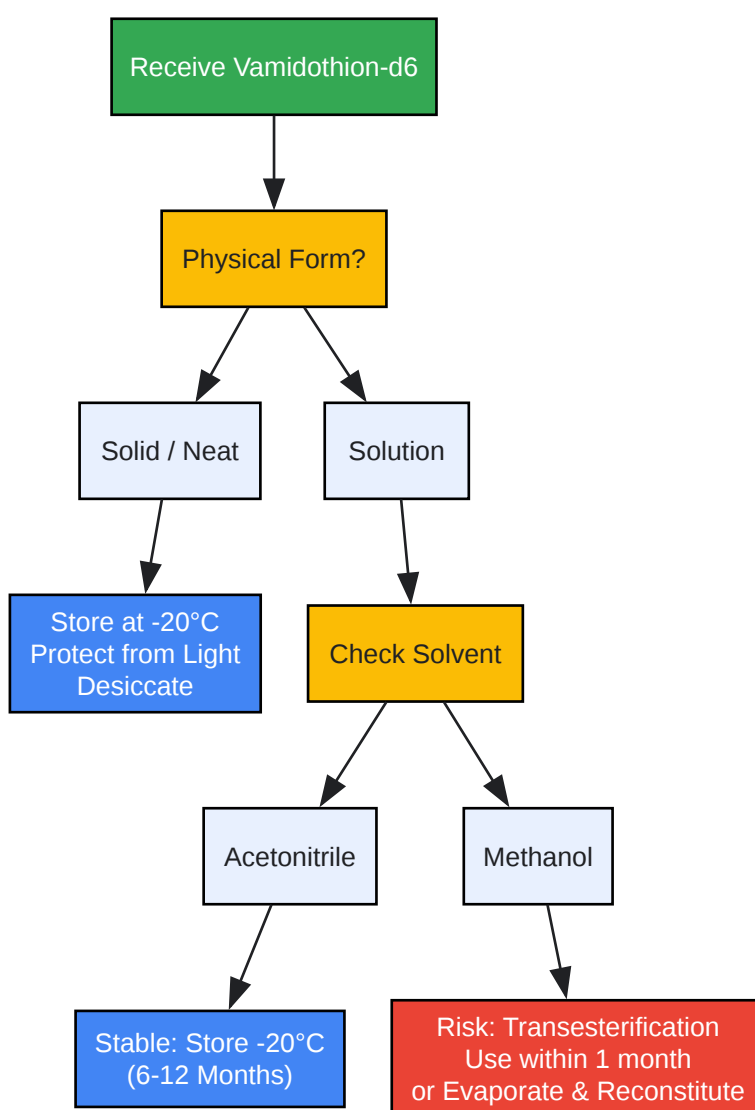 Receive Vamidothion-d6
Physical Form?
Solid / Neat
Solution
Store at -20°C
Protect from Light
Desiccate
Check Solvent
Acetonitrile
Methanol
Stable: Store -20°C
(6-12 Months)
Risk: Transesterification
Use within 1 month
or Evaporate & Reconstitute